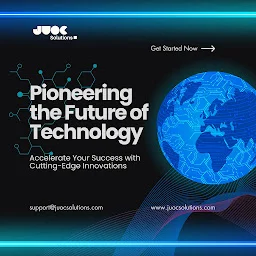 JUOC
Solutions
Get Started Now
Pioneering
the Future of
Technology
Accelerate Your Success with
Cutting-Edge Innovations
support@juocsolutions.com
www.juocsolutions.com